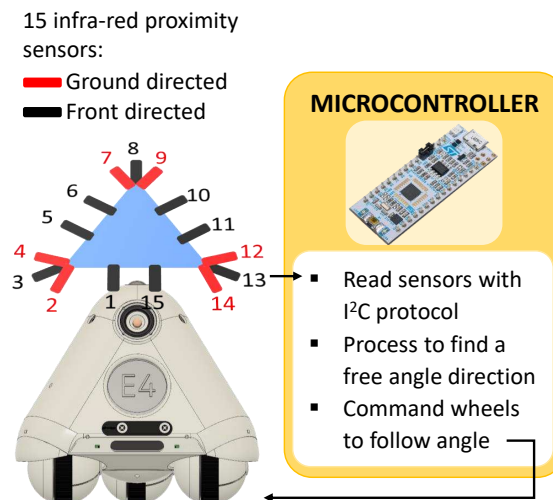 15 infra-red proximity
sensors:
Ground directed
Front directed
8
7
9
6
10
5
11
4
12
3
13
2
14
1
15
E4
MICROCONTROLLER
▪ Read sensors with
I²C protocol
▪ Process to find a
free angle direction
▪ Command wheels
to follow angle